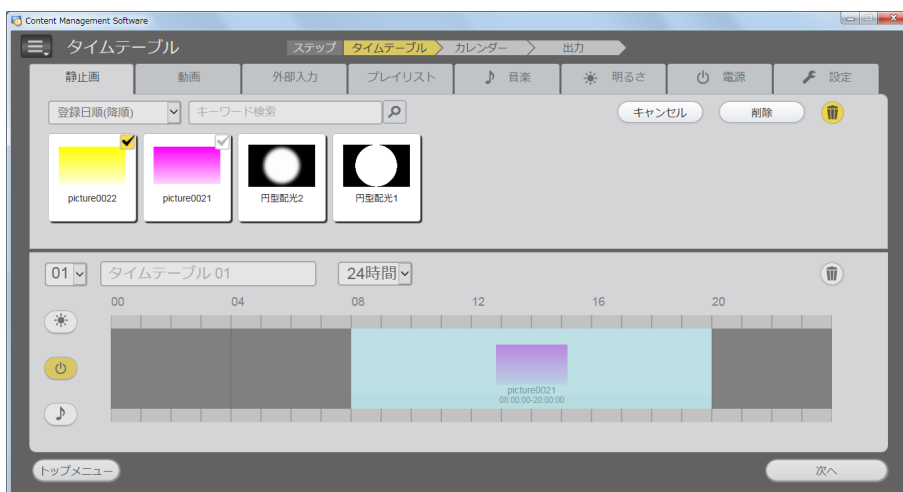 Content Management Software
タイムテーブル
ステップ タイムテーブル カレンダー 出力
静止画 動画 外部入力 プレイリスト 音楽 明るさ 電源 設定
登録日順(降順) キーワード検索 キャンセル 削除
picture0022 picture0021 円型配光2 円型配光1
01 タイムテーブル 01 24時間
00 04 08 12 16 20
picture0021
08:00:00-20:00:00
トップメニュー 次へ